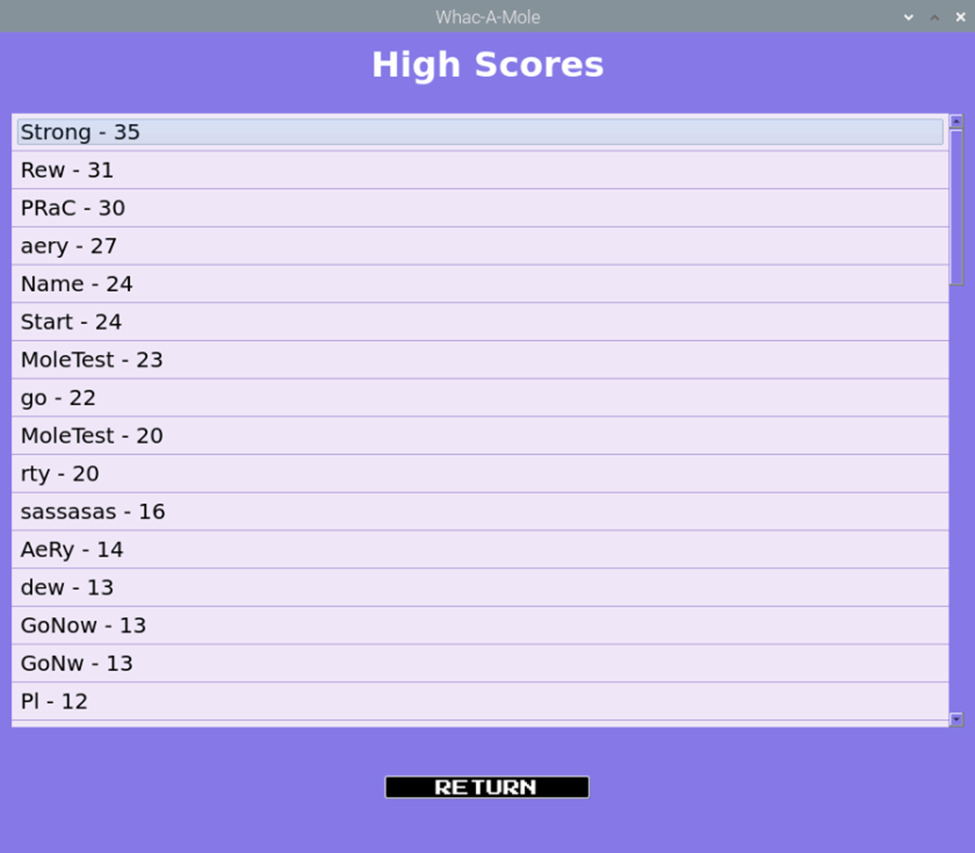 Whac-A-Mole
High Scores
Strong - 35
Rew - 31
PRaC - 30
aery - 27
Name - 24
Start - 24
MoleTest - 23
go - 22
MoleTest - 20
rty - 20
sassasas - 16
AeRy - 14
dew - 13
GoNow - 13
GoNw - 13
Pl - 12
RETURN